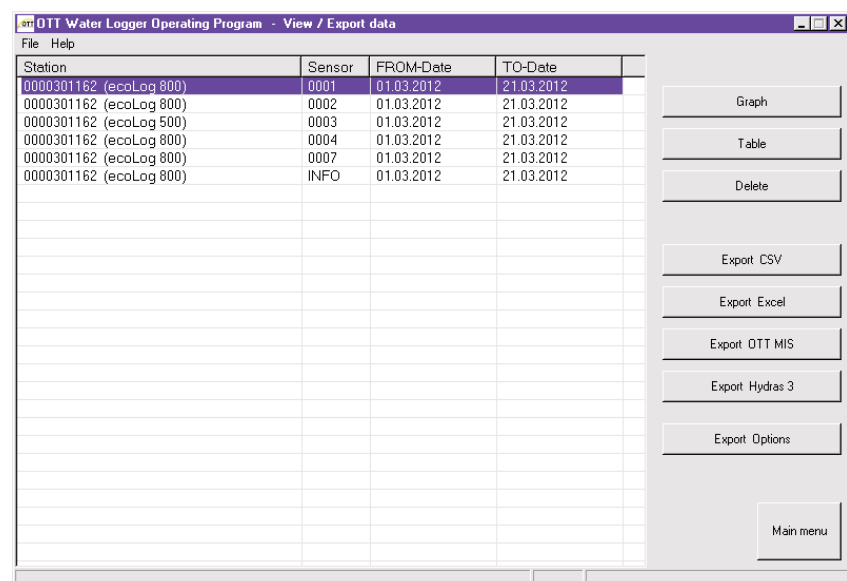 OTT OTT Water Logger Operating Program - View / Export data
File Help
Station Sensor FROM-Date TO-Date
0000301162 (ecoLog 800) 0001 01.03.2012 21.03.2012
0000301162 (ecoLog 800) 0002 01.03.2012 21.03.2012
0000301162 (ecoLog 500) 0003 01.03.2012 21.03.2012
0000301162 (ecoLog 800) 0004 01.03.2012 21.03.2012
0000301162 (ecoLog 800) 0007 01.03.2012 21.03.2012
0000301162 (ecoLog 800) INFO 01.03.2012 21.03.2012
Graph
Table
Delete
Export CSV
Export Excel
Export OTT MIS
Export Hydras 3
Export Options
Main menu